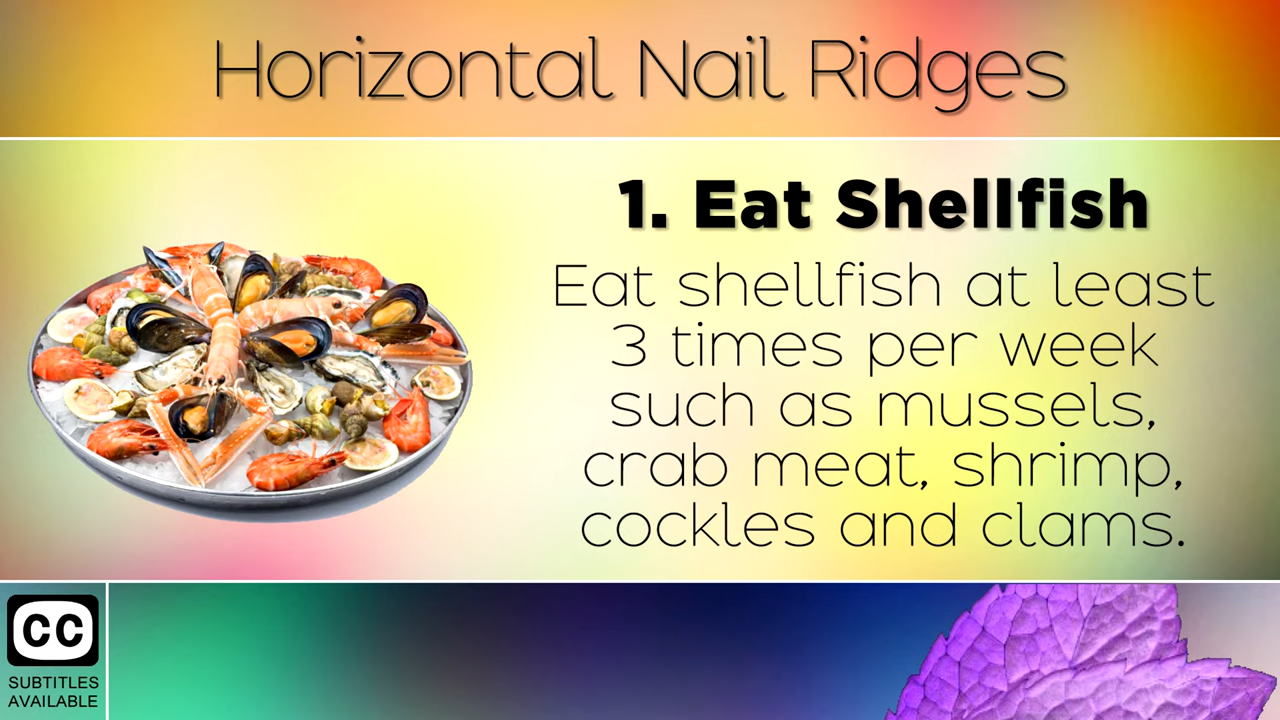 Horizontal Nail Ridges
1. Eat Shellfish
Eat shellfish at least
3 times per week
such as mussels,
crab meat, shrimp,
cockles and clams.
CC
SUBTITLES
AVAILABLE